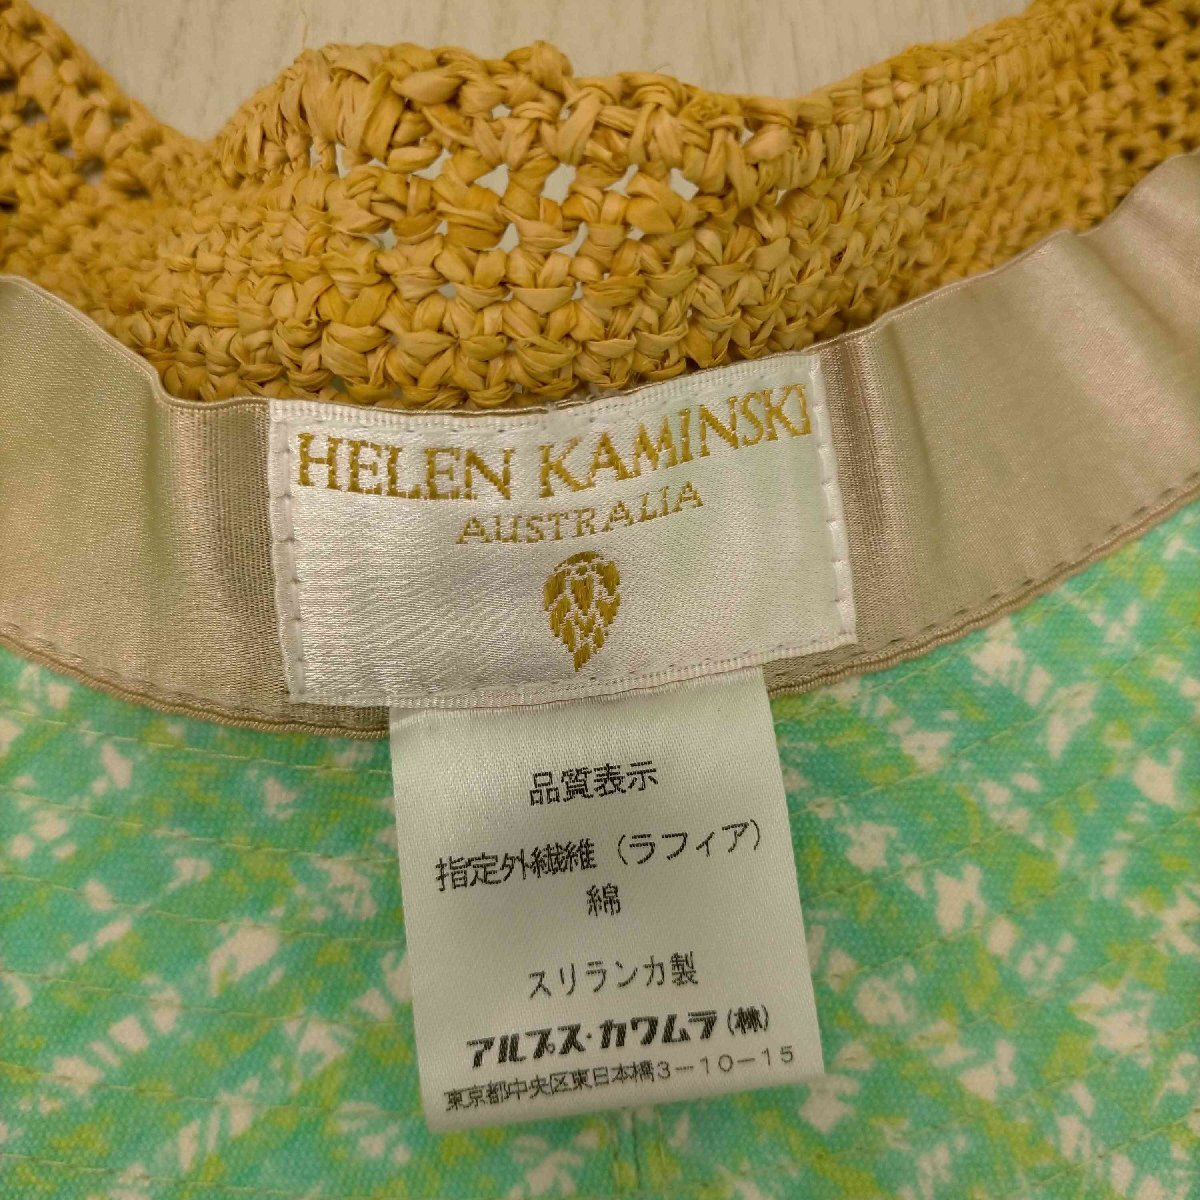 HELEN KAMINSKI
AUSTRALIA
品質表示
指定外繊維（ラフィア）
綿
スリランカ製
アルプス・カワムラ(株)
東京都中央区東日本橋3-10-15